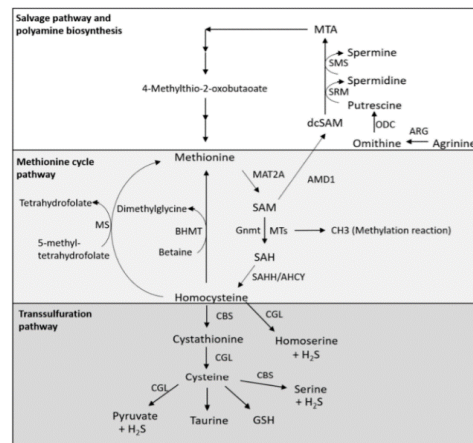 Salvage pathway and
polyamine biosynthesis
MTA
Spermine
SMS
4-Methylthio-2-oxobutaoate
Spermidine
SRM
Putrescine
dcSAM
ODC
ARG
Ornithine
Agrinine
Methionine cycle
pathway
Methionine
MAT2A
AMD1
Tetrahydrofolate
Dimethylglycine
SAM
MS
BHMT
Gnmt
MTs
CH3 (Methylation reaction)
5-methyl-
tetrahydrofolate
Betaine
SAH
SAHH/AHCY
Homocysteine
Transsulfuration
pathway
CBS
CGL
Cystathionine
Homoserine
+ H2S
CGL
Cysteine
CGL
CBS
Serine
+ H2S
Pyruvate
+ H2S
Taurine
GSH